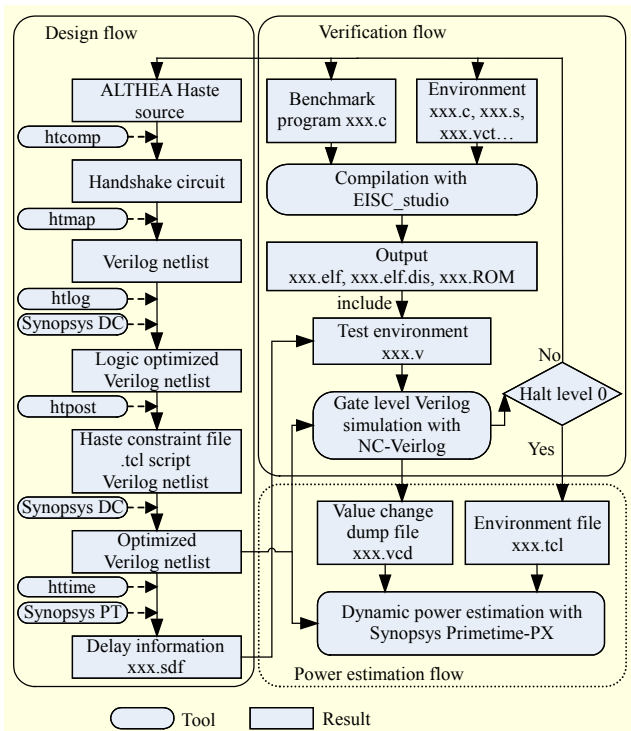 Design flow
ALTHEA Haste
source
htcomp
Handshake circuit
htmap
Verilog netlist
htlog
Synopsys DC
Logic optimized
Verilog netlist
htpost
Haste constraint file
.tcl script
Verilog netlist
Synopsys DC
Optimized
Verilog netlist
httime
Synopsys PT
Delay information
xxx.sdf
Verification flow
Benchmark
program xxx.c
Environment
xxx.c, xxx.s,
xxx.vct…
Compilation with
EISC_studio
Output
xxx.elf, xxx.elf.dis, xxx.ROM
include
Test environment
xxx.v
Gate level Verilog
simulation with
NC-Veirlog
No
Halt level 0
Yes
Value change
dump file
xxx.vcd
Environment file
xxx.tcl
Dynamic power estimation with
Synopsys Primetime-PX
Power estimation flow
Tool
Result